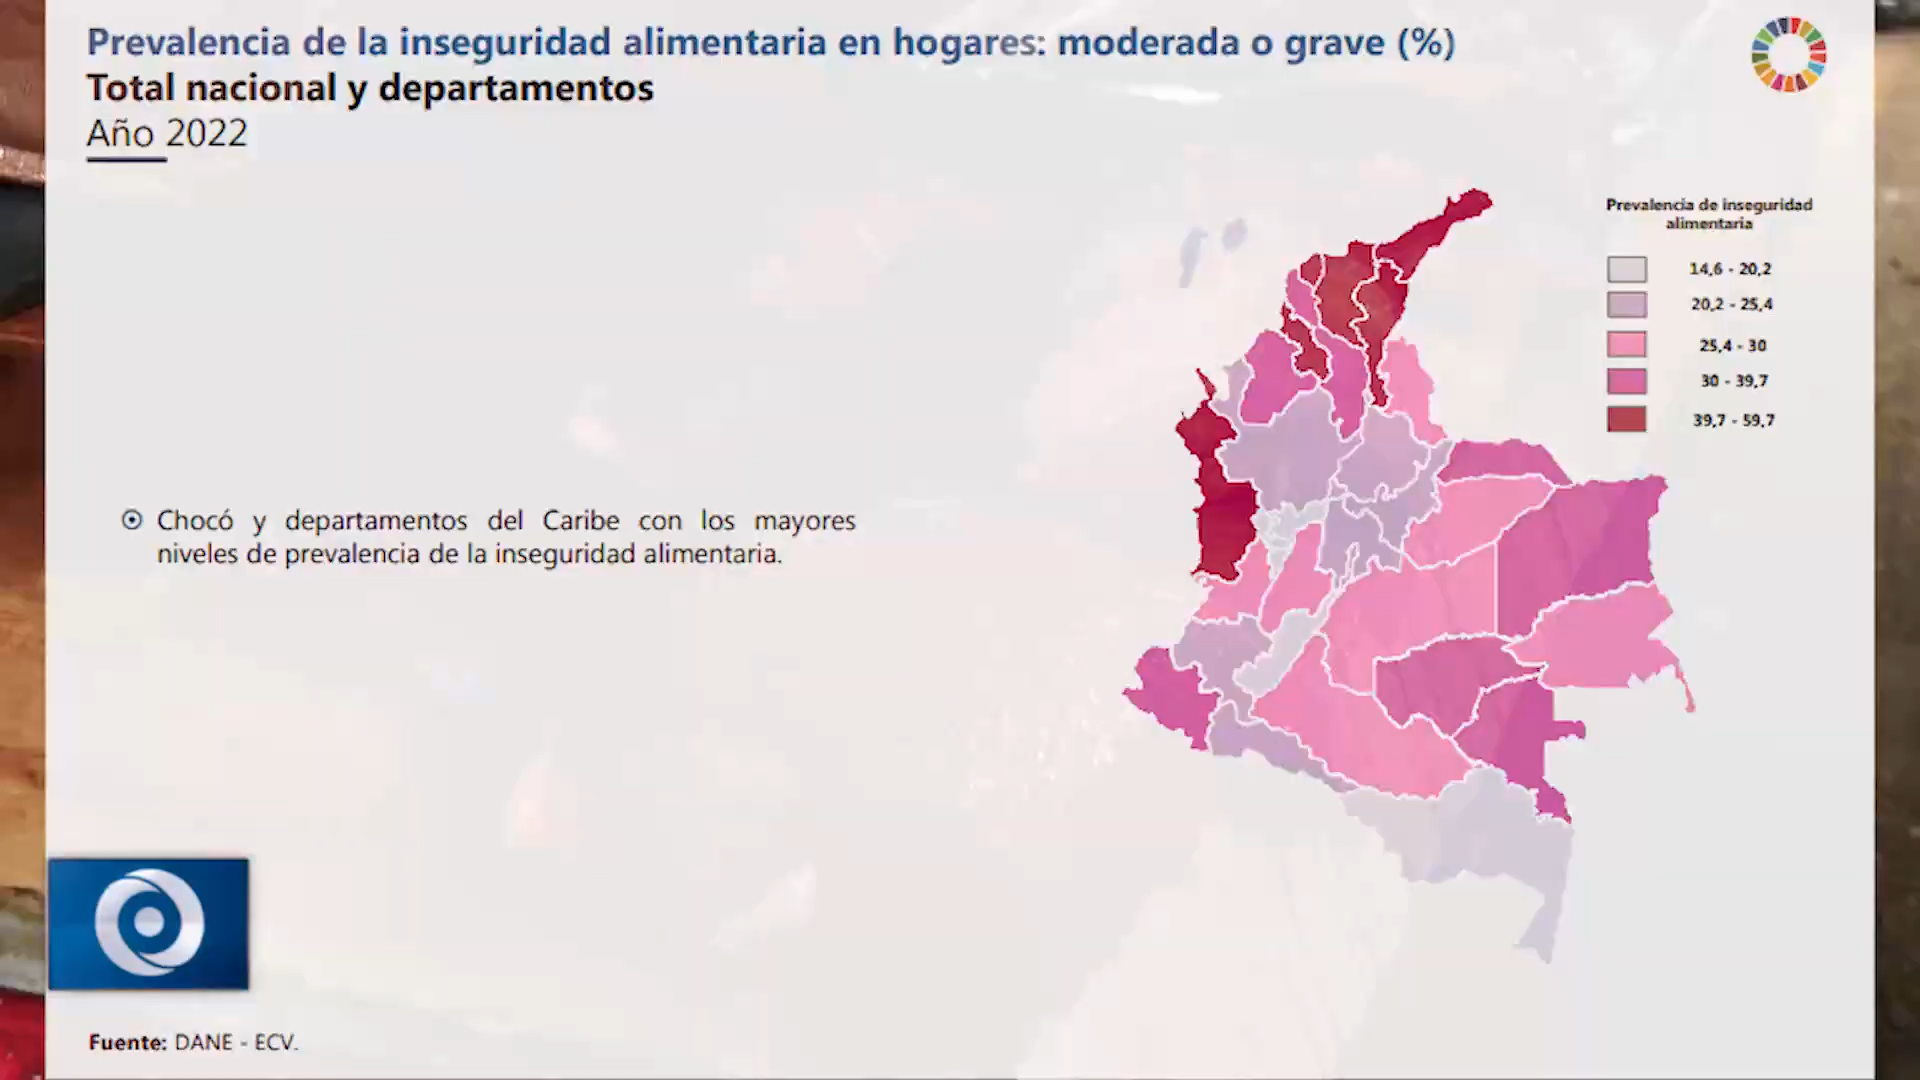 Prevalencia de la inseguridad alimentaria en hogares: moderada o grave (%)
Total nacional y departamentos
Año 2022
Prevalencia de inseguridad
alimentaria
14,6 - 20,2
20,2 - 25,4
25,4 - 30
30 - 39,7
39,7 - 59,7
Chocó y departamentos del Caribe con los mayores
niveles de prevalencia de la inseguridad alimentaria.
Fuente: DANE - ECV.